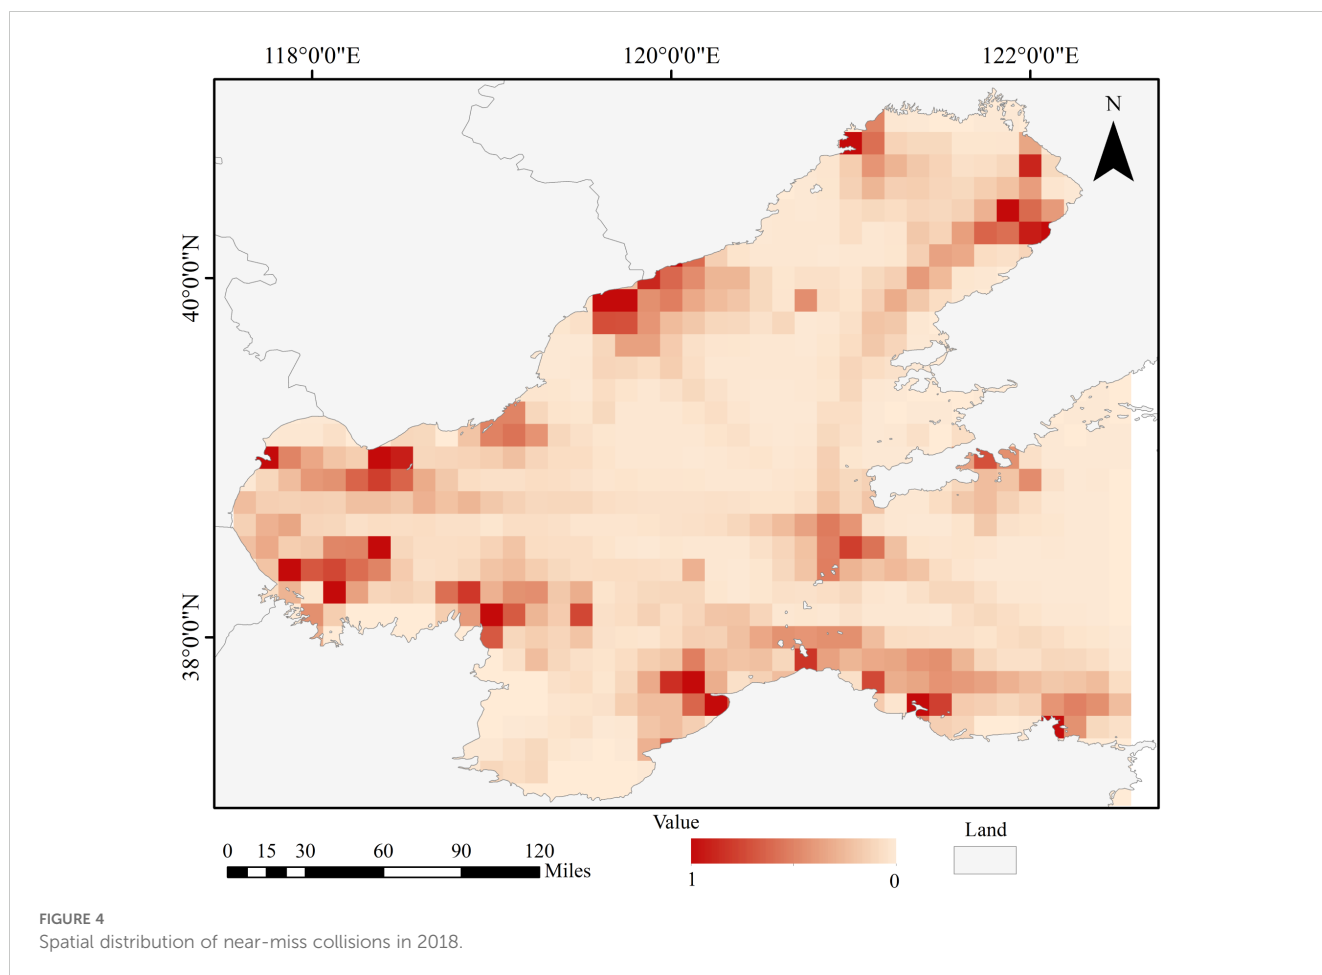 118°0'0"E 120°0'0"E 122°0'0"E
N
40°0'0"N
38°0'0"N
Value
Land
0 15 30 60 90 120
Miles
1 0
FIGURE 4
Spatial distribution of near-miss collisions in 2018.